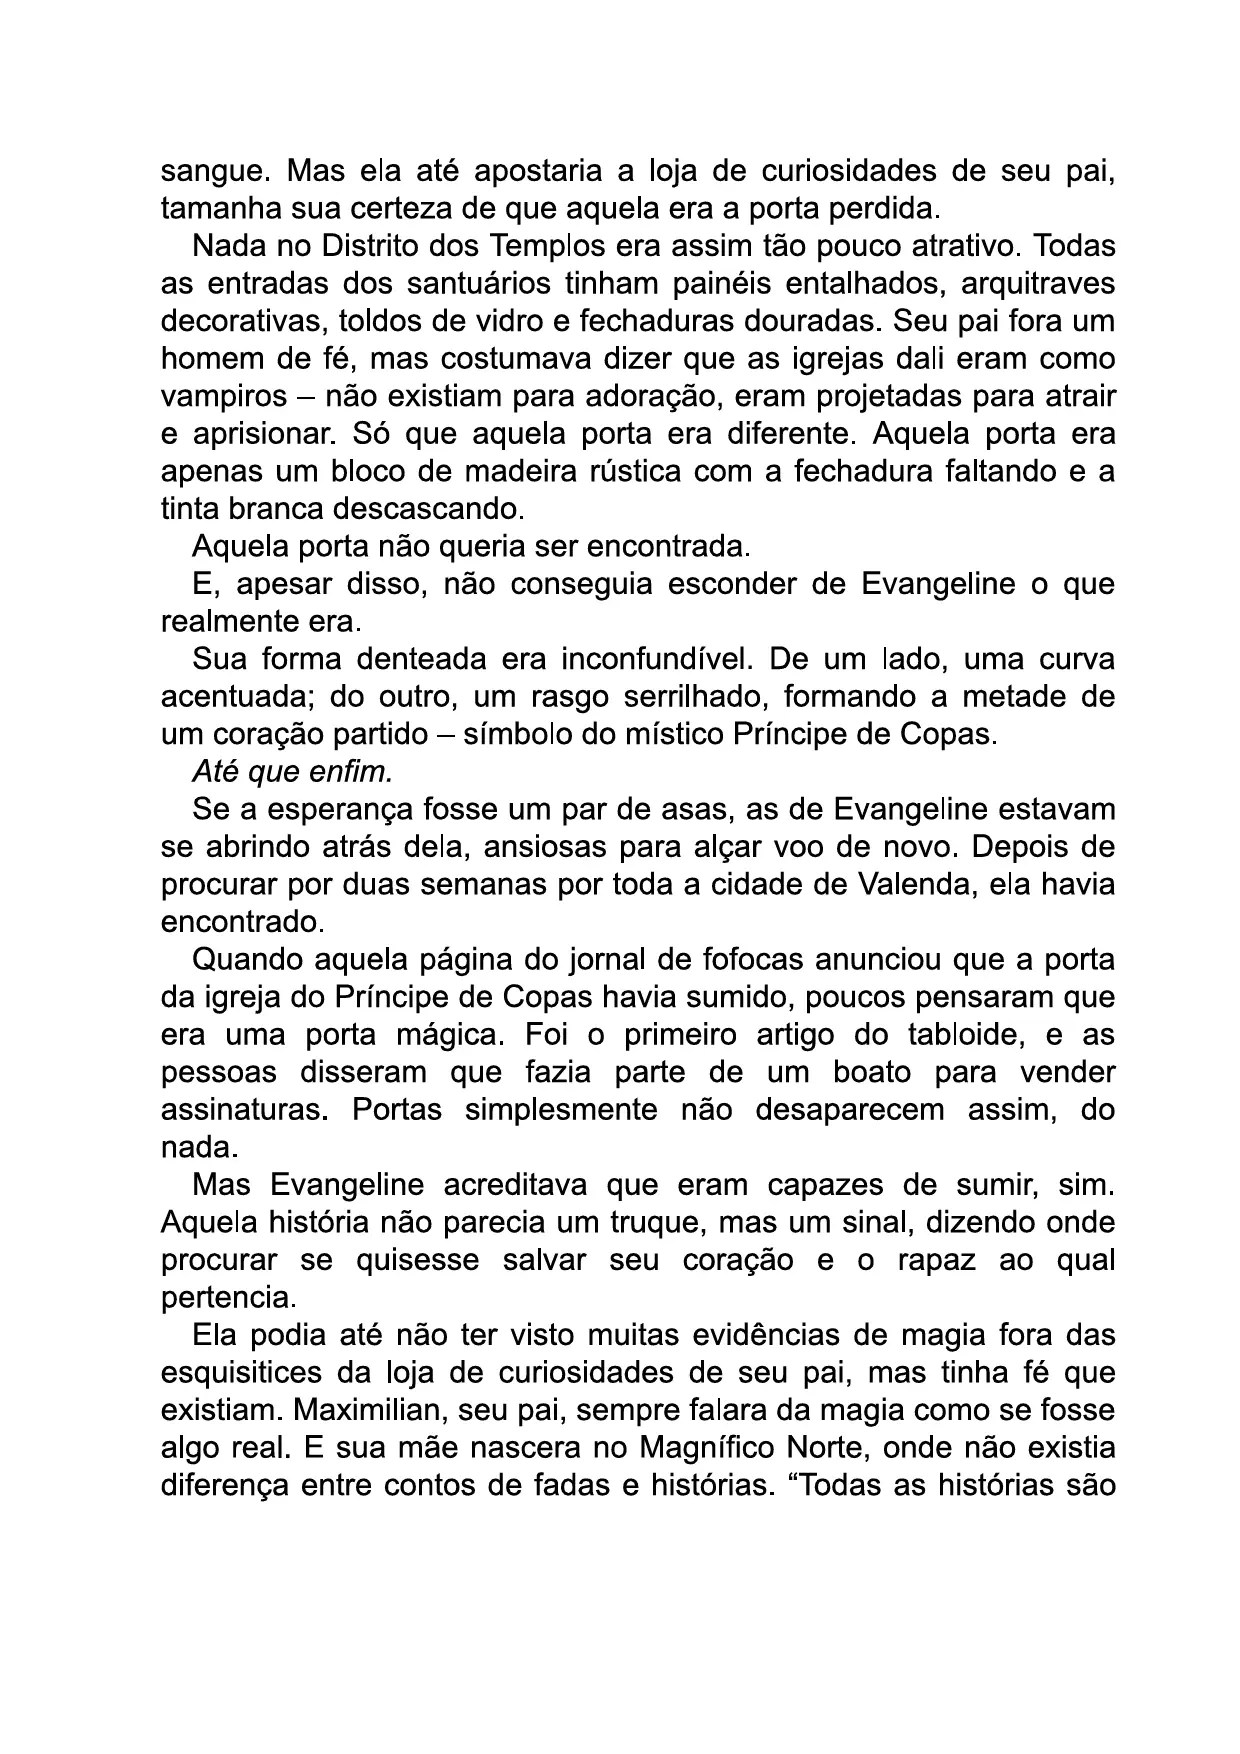 sangue. Mas ela até apostaria a loja de curiosidades de seu pai,
tamanha sua certeza de que aquela era a porta perdida.
Nada no Distrito dos Templos era assim tão pouco atrativo. Todas
as entradas dos santuários tinham painéis entalhados, arquitraves
decorativas, toldos de vidro e fechaduras douradas. Seu pai fora um
homem de fé, mas costumava dizer que as igrejas dali eram como
vampiros – não existiam para adoração, eram projetadas para atrair
e aprisionar. Só que aquela porta era diferente. Aquela porta era
apenas um bloco de madeira rústica com a fechadura faltando e a
tinta branca descascando.
Aquela porta não queria ser encontrada.
E, apesar disso, não conseguia esconder de Evangeline o que
realmente era.
Sua forma denteada era inconfundível. De um lado, uma curva
acentuada; do outro, um rasgo serrilhado, formando a metade de
um coração partido – símbolo do místico Príncipe de Copas.
Até que enfim.
Se a esperança fosse um par de asas, as de Evangeline estavam
se abrindo atrás dela, ansiosas para alçar voo de novo. Depois de
procurar por duas semanas por toda a cidade de Valenda, ela havia
encontrado.
Quando aquela página do jornal de fofocas anunciou que a porta
da igreja do Príncipe de Copas havia sumido, poucos pensaram que
era uma porta mágica. Foi o primeiro artigo do tabloide, e as
pessoas disseram que fazia parte de um boato para vender
assinaturas. Portas simplesmente não desaparecem assim, do
nada.
Mas Evangeline acreditava que eram capazes de sumir, sim.
Aquela história não parecia um truque, mas um sinal, dizendo onde
procurar se quisesse salvar seu coração e o rapaz ao qual
pertencia.
Ela podia até não ter visto muitas evidências de magia fora das
esquisitices da loja de curiosidades de seu pai, mas tinha fé que
existiam. Maximilian, seu pai, sempre falara da magia como se fosse
algo real. E sua mãe nascera no Magnífico Norte, onde não existia
diferença entre contos de fadas e histórias. “Todas as histórias são